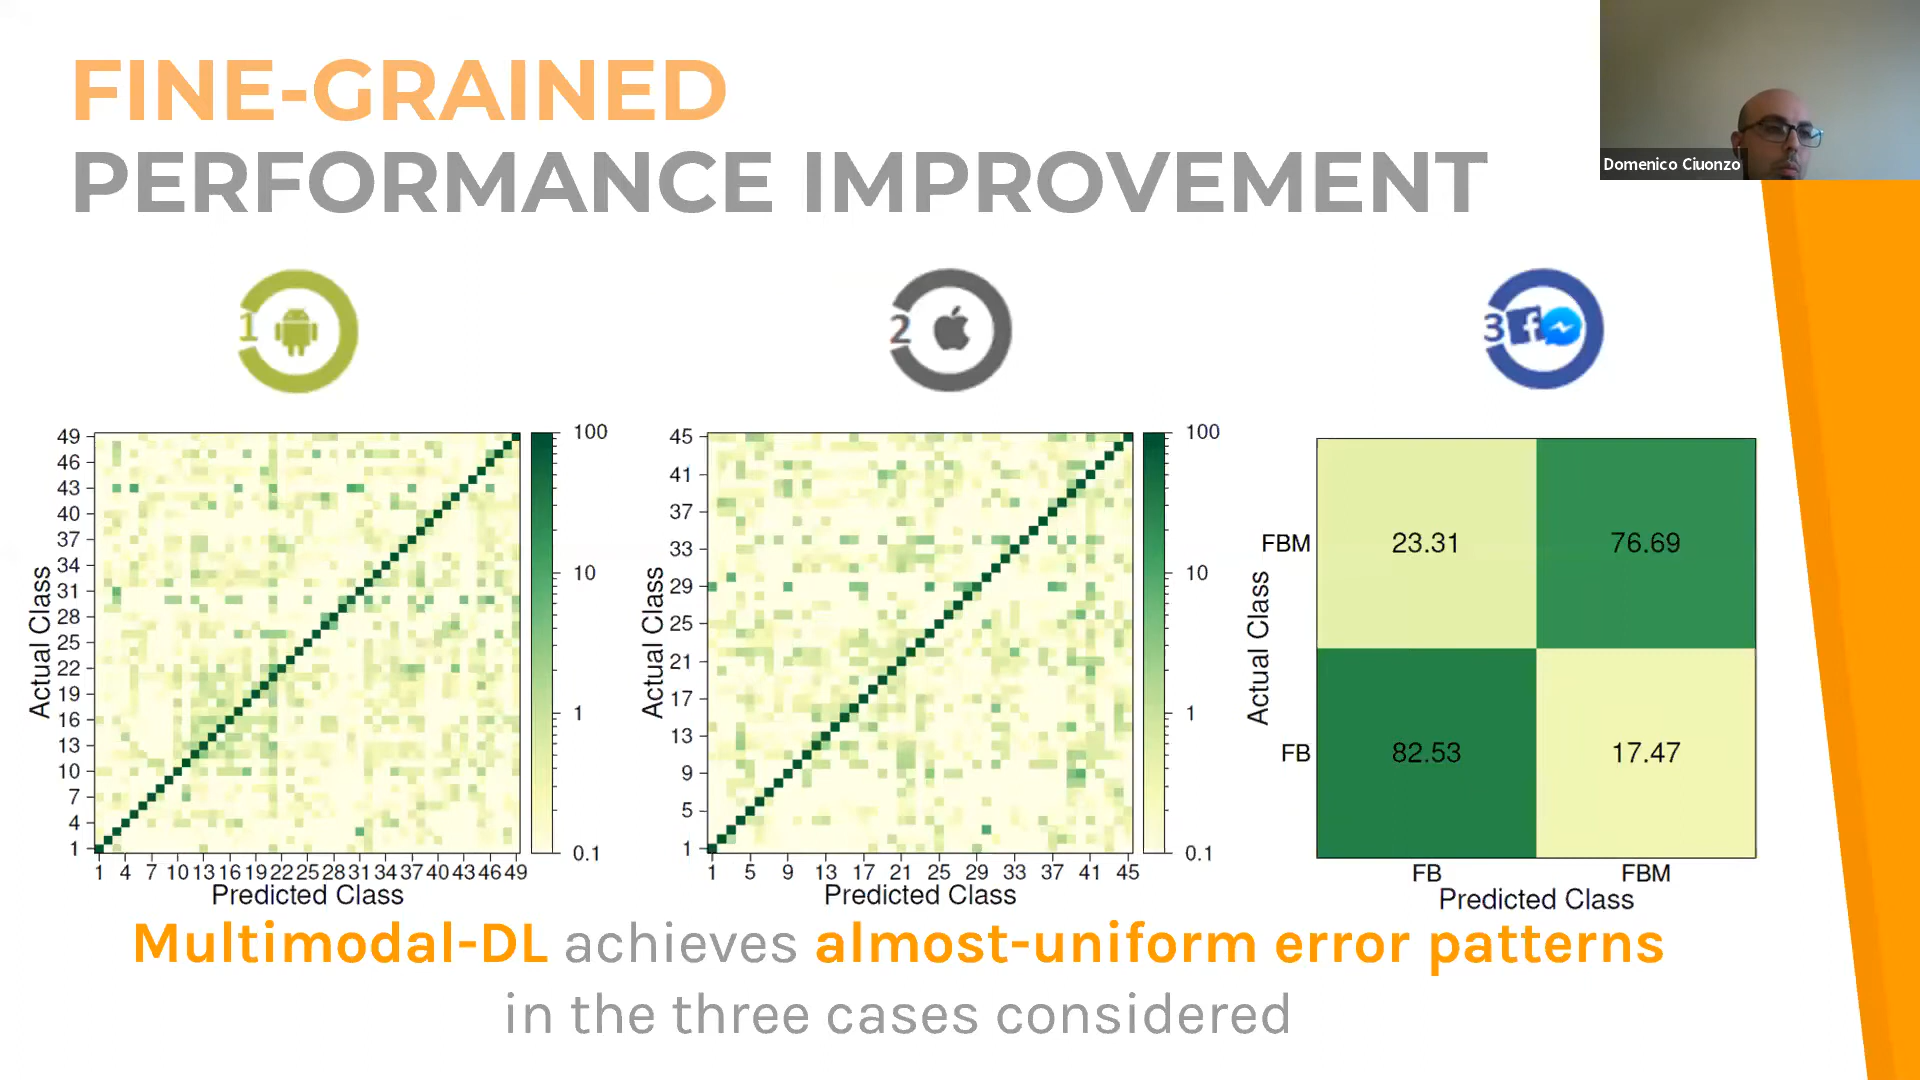 FINE-GRAINED
PERFORMANCE IMPROVEMENT
Domenico Ciuonzo
1
2
3
Actual Class
49
46
43
40
37
34
31
28
25
22
19
16
13
10
7
4
1
1 4 7 10 13 16 19 22 25 28 31 34 37 40 43 46 49
Predicted Class
100
10
1
0.1
Actual Class
45
41
37
33
29
25
21
17
13
9
5
1
1 5 9 13 17 21 25 29 33 37 41 45
Predicted Class
100
10
1
0.1
Actual Class
FBM 23.31 76.69
FB 82.53 17.47
FB FBM
Predicted Class
Multimodal-DL achieves almost-uniform error patterns
in the three cases considered